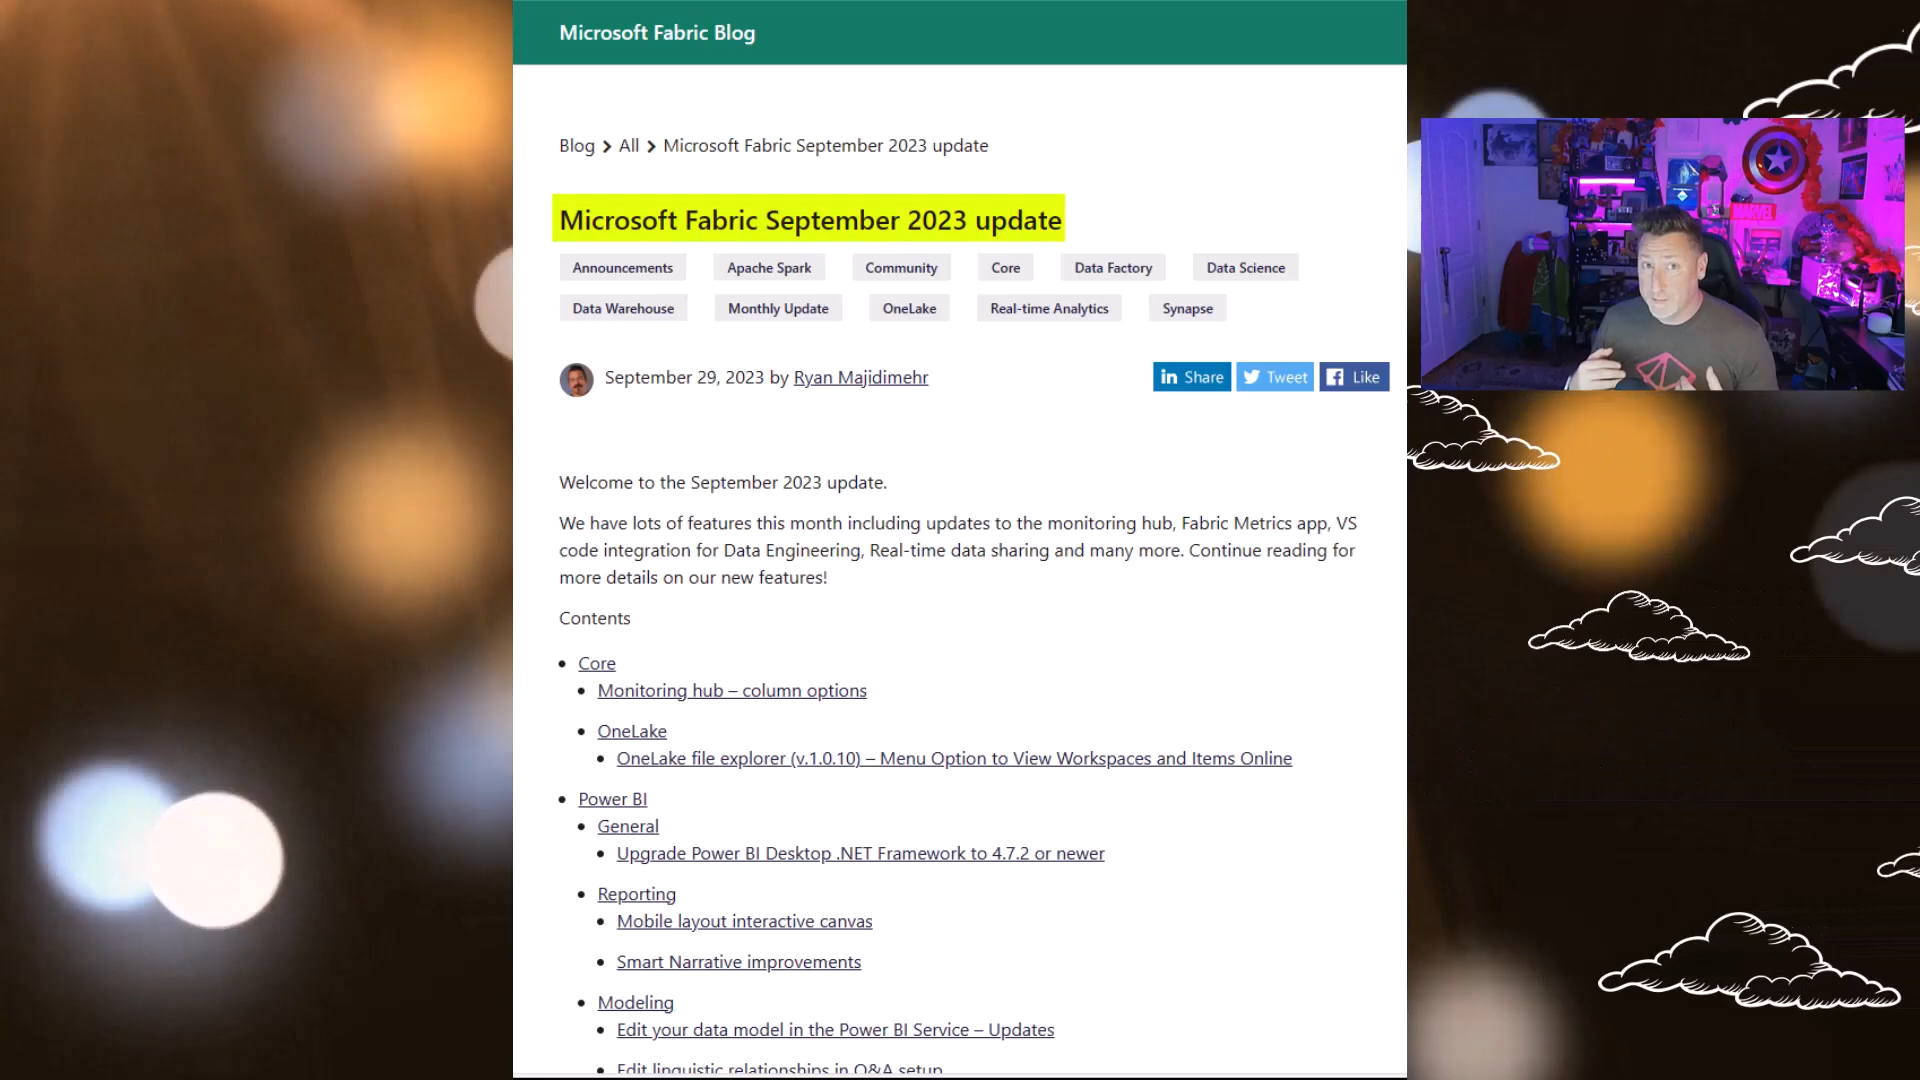 Microsoft Fabric Blog
Blog > All > Microsoft Fabric September 2023 update
Microsoft Fabric September 2023 update
Announcements Apache Spark Community Core Data Factory Data Science
Data Warehouse Monthly Update OneLake Real-time Analytics Synapse
September 29, 2023 by Ryan Majidimehr
in Share Tweet Like
Welcome to the September 2023 update.
We have lots of features this month including updates to the monitoring hub, Fabric Metrics app, VS
code integration for Data Engineering, Real-time data sharing and many more. Continue reading for
more details on our new features!
Contents
• Core
• Monitoring hub – column options
• OneLake
• OneLake file explorer (v.1.0.10) – Menu Option to View Workspaces and Items Online
• Power BI
• General
• Upgrade Power BI Desktop .NET Framework to 4.7.2 or newer
• Reporting
• Mobile layout interactive canvas
• Smart Narrative improvements
• Modeling
• Edit your data model in the Power BI Service – Updates
• Edit linguistic relationships in Q&A setup
MARVEL